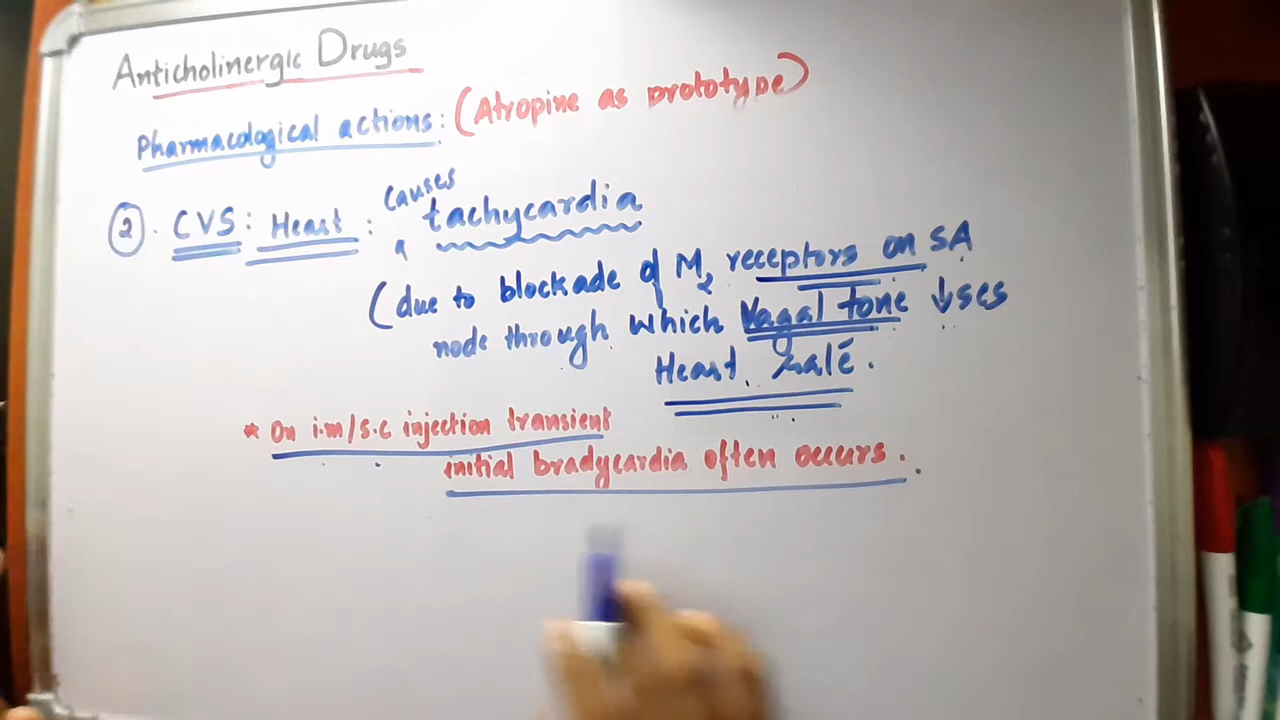 Anticholinergic Drugs
Pharmacological actions: (Atropine as prototype)
② . CVS: Heart : causes tachycardia
(due to blockade of M₂ receptors on SA
node through which Vagal tone ↓ses
Heart rate.
* On i.m/s.c injection transient
initial bradycardia often occurs.